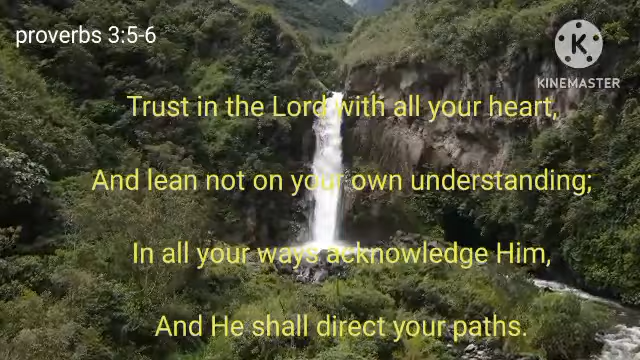 proverbs 3:5-6
K
KINEMASTER
Trust in the Lord with all your heart,
And lean not on your own understanding;
In all your ways acknowledge Him,
And He shall direct your paths.